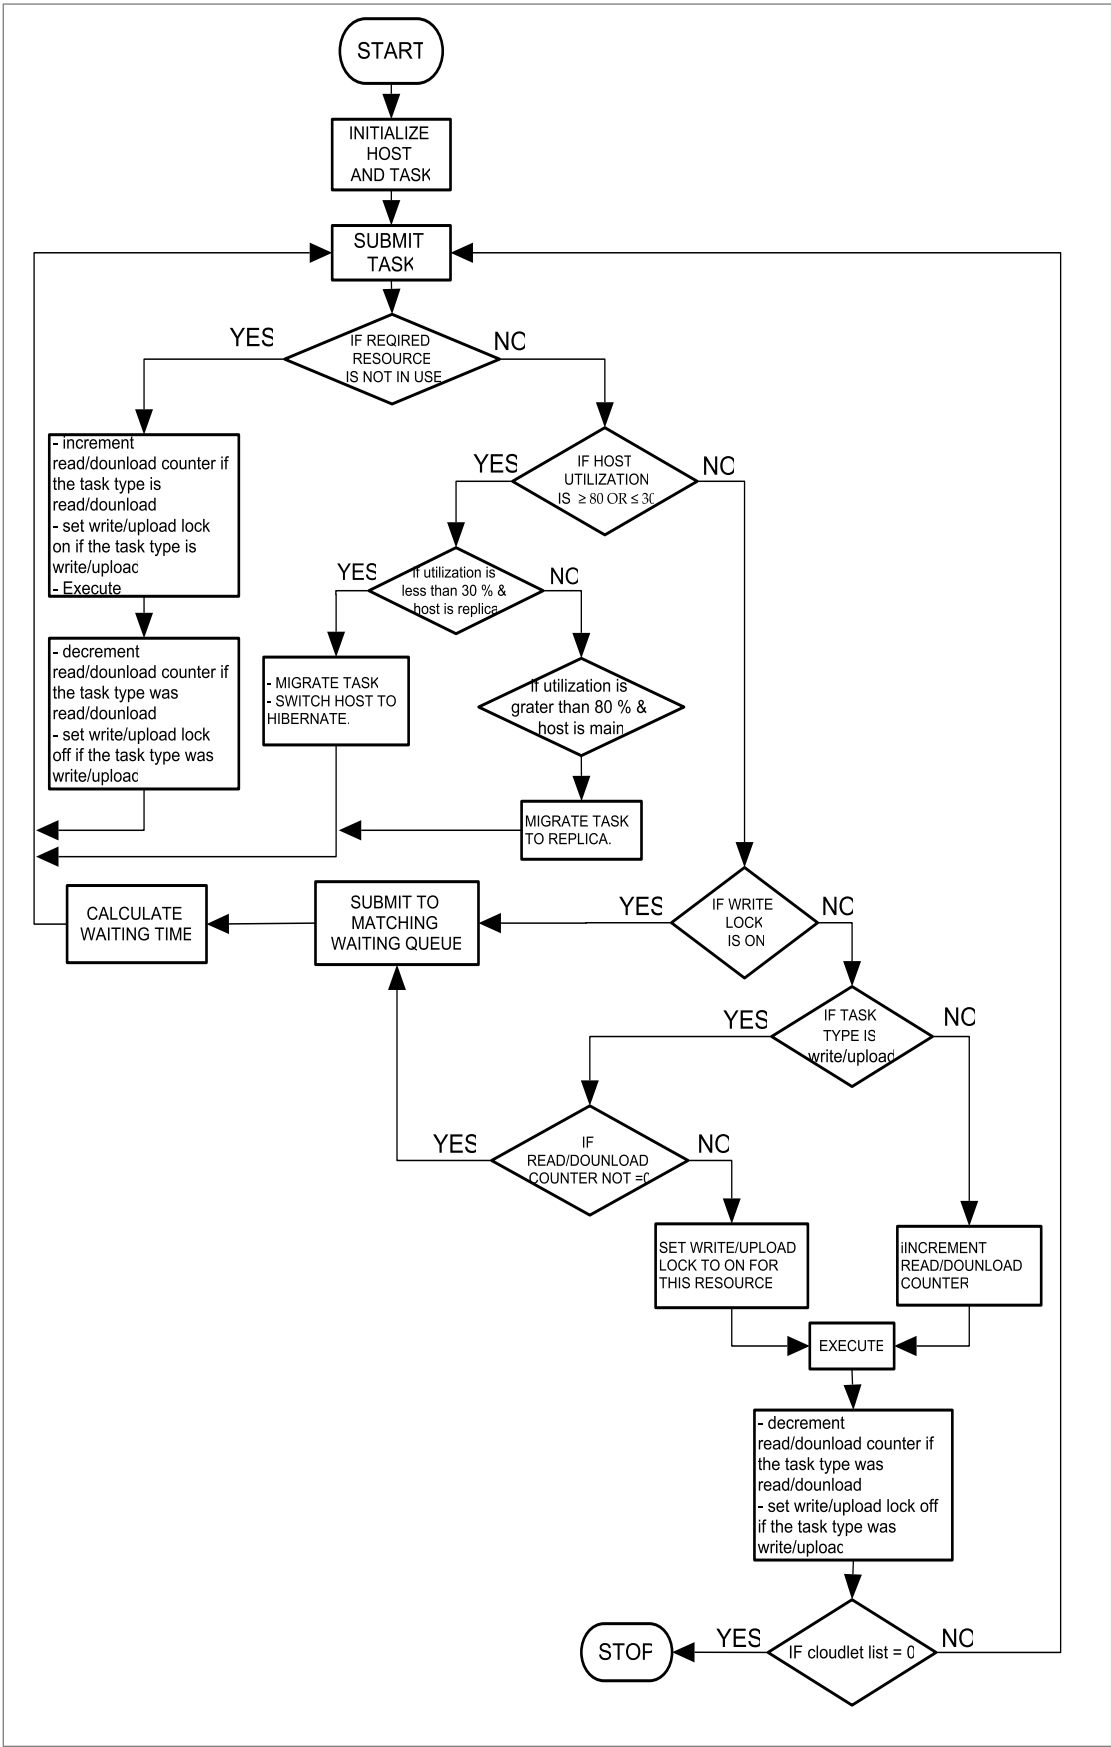 START
INITIALIZE
HOST
AND TASK
SUBMIT
TASK
YES
IF REQIRED
RESOURCE
IS NOT IN USE
NO
- increment
read/dounload counter if
the task type is
read/dounload
- set write/upload lock
on if the task type is
write/upload
- Execute
YES
IF HOST
UTILIZATION
IS ≥ 80 OR ≤ 30
NO
YES
If utilization is
less than 30 % &
host is replica
NO
- decrement
read/dounload counter if
the task type was
read/dounload
- set write/upload lock
off if the task type was
write/upload
- MIGRATE TASK
- SWITCH HOST TO
HIBERNATE.
If utilization is
grater than 80 % &
host is main
MIGRATE TASK
TO REPLICA.
CALCULATE
WAITING TIME
SUBMIT TO
MATCHING
WAITING QUEUE
YES
IF WRITE
LOCK
IS ON
NO
YES
IF TASK
TYPE IS
write/upload
NO
YES
IF
READ/DOUNLOAD
COUNTER NOT =0
NO
SET WRITE/UPLOAD
LOCK TO ON FOR
THIS RESOURCE
iINCREMENT
READ/DOUNLOAD
COUNTER
EXECUTE
- decrement
read/dounload counter if
the task type was
read/dounload
- set write/upload lock off
if the task type was
write/upload
STOP
YES
IF cloudlet list = 0
NO